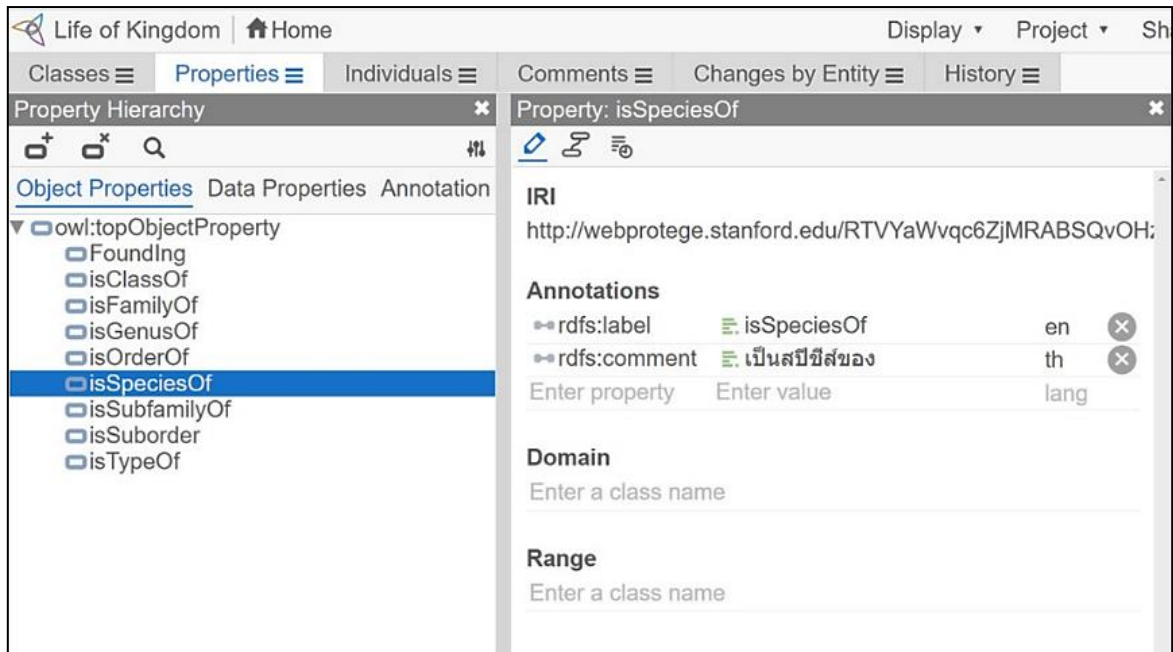 Life of Kingdom | Home Display Project Sh
Classes Properties Individuals Comments Changes by Entity History
Property Hierarchy
Object Properties Data Properties Annotation
owl:topObjectProperty
FoundIng
isClassOf
isFamilyOf
isGenusOf
isOrderOf
isSpeciesOf
isSubfamilyOf
isSuborder
isTypeOf
Property: isSpeciesOf
IRI
http://webprotege.stanford.edu/RTVYaWvqc6ZjMRABSQvOHz
Annotations
rdfs:label isSpeciesOf en
rdfs:comment เป็นสปีชีส์ของ th
Enter property Enter value lang
Domain
Enter a class name
Range
Enter a class name